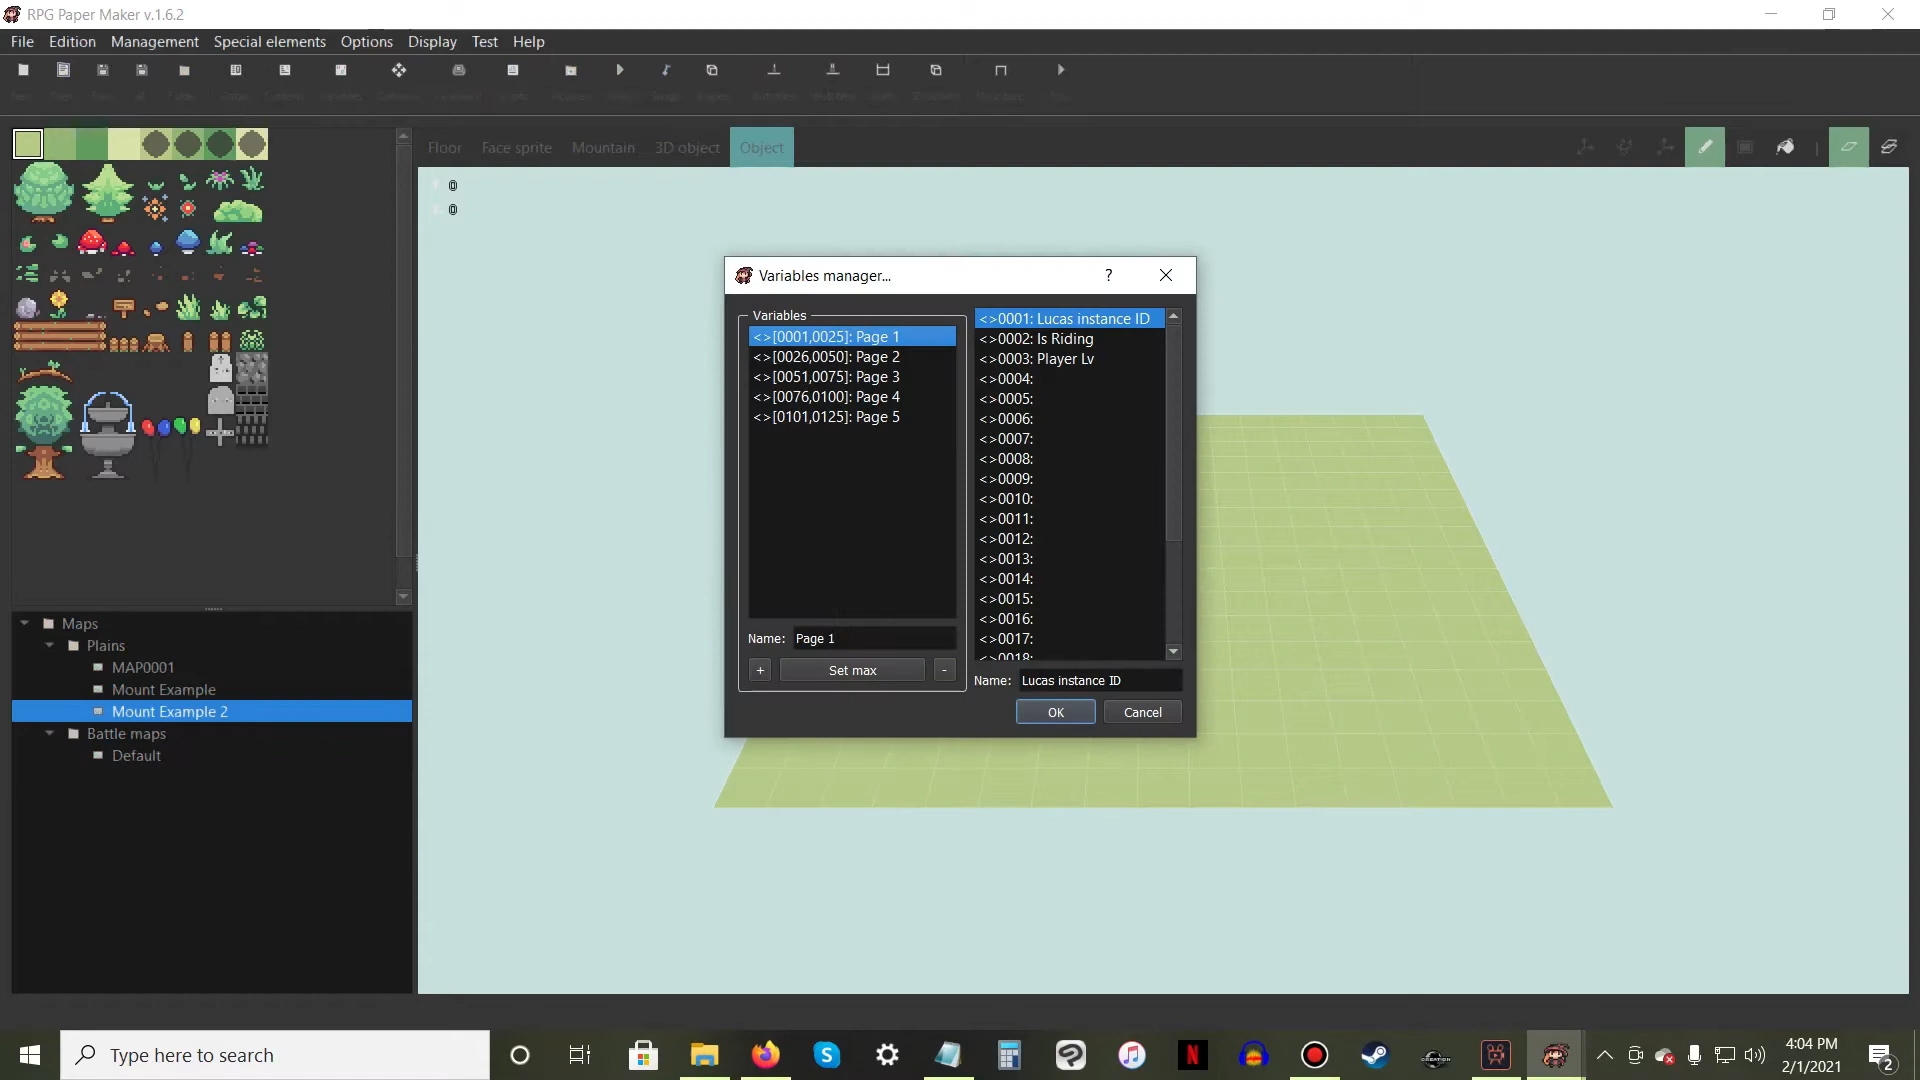 RPG Paper Maker v.1.6.2
File Edition Management Special elements Options Display Test Help
Floor Face sprite Mountain 3D object Object
0
0
Variables manager...
?
Variables
<>[0001,0025]: Page 1
<>[0026,0050]: Page 2
<>[0051,0075]: Page 3
<>[0076,0100]: Page 4
<>[0101,0125]: Page 5
Name: Page 1
+ Set max -
<>0001: Lucas instance ID
<>0002: Is Riding
<>0003: Player Lv
<>0004:
<>0005:
<>0006:
<>0007:
<>0008:
<>0009:
<>0010:
<>0011:
<>0012:
<>0013:
<>0014:
<>0015:
<>0016:
<>0017:
<>0018:
Name: Lucas instance ID
OK Cancel
Maps
Plains
MAP0001
Mount Example
Mount Example 2
Battle maps
Default
Type here to search
4:04 PM
2/1/2021
2